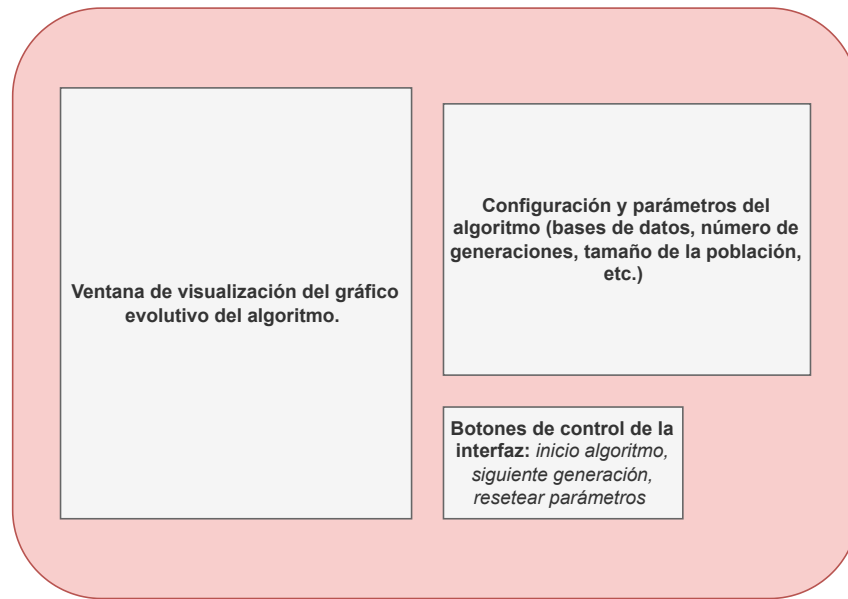 Ventana de visualización del gráfico
evolutivo del algoritmo.
Configuración y parámetros del
algoritmo (bases de datos, número de
generaciones, tamaño de la población,
etc.)
Botones de control de la
interfaz: inicio algoritmo,
siguiente generación,
resetear parámetros